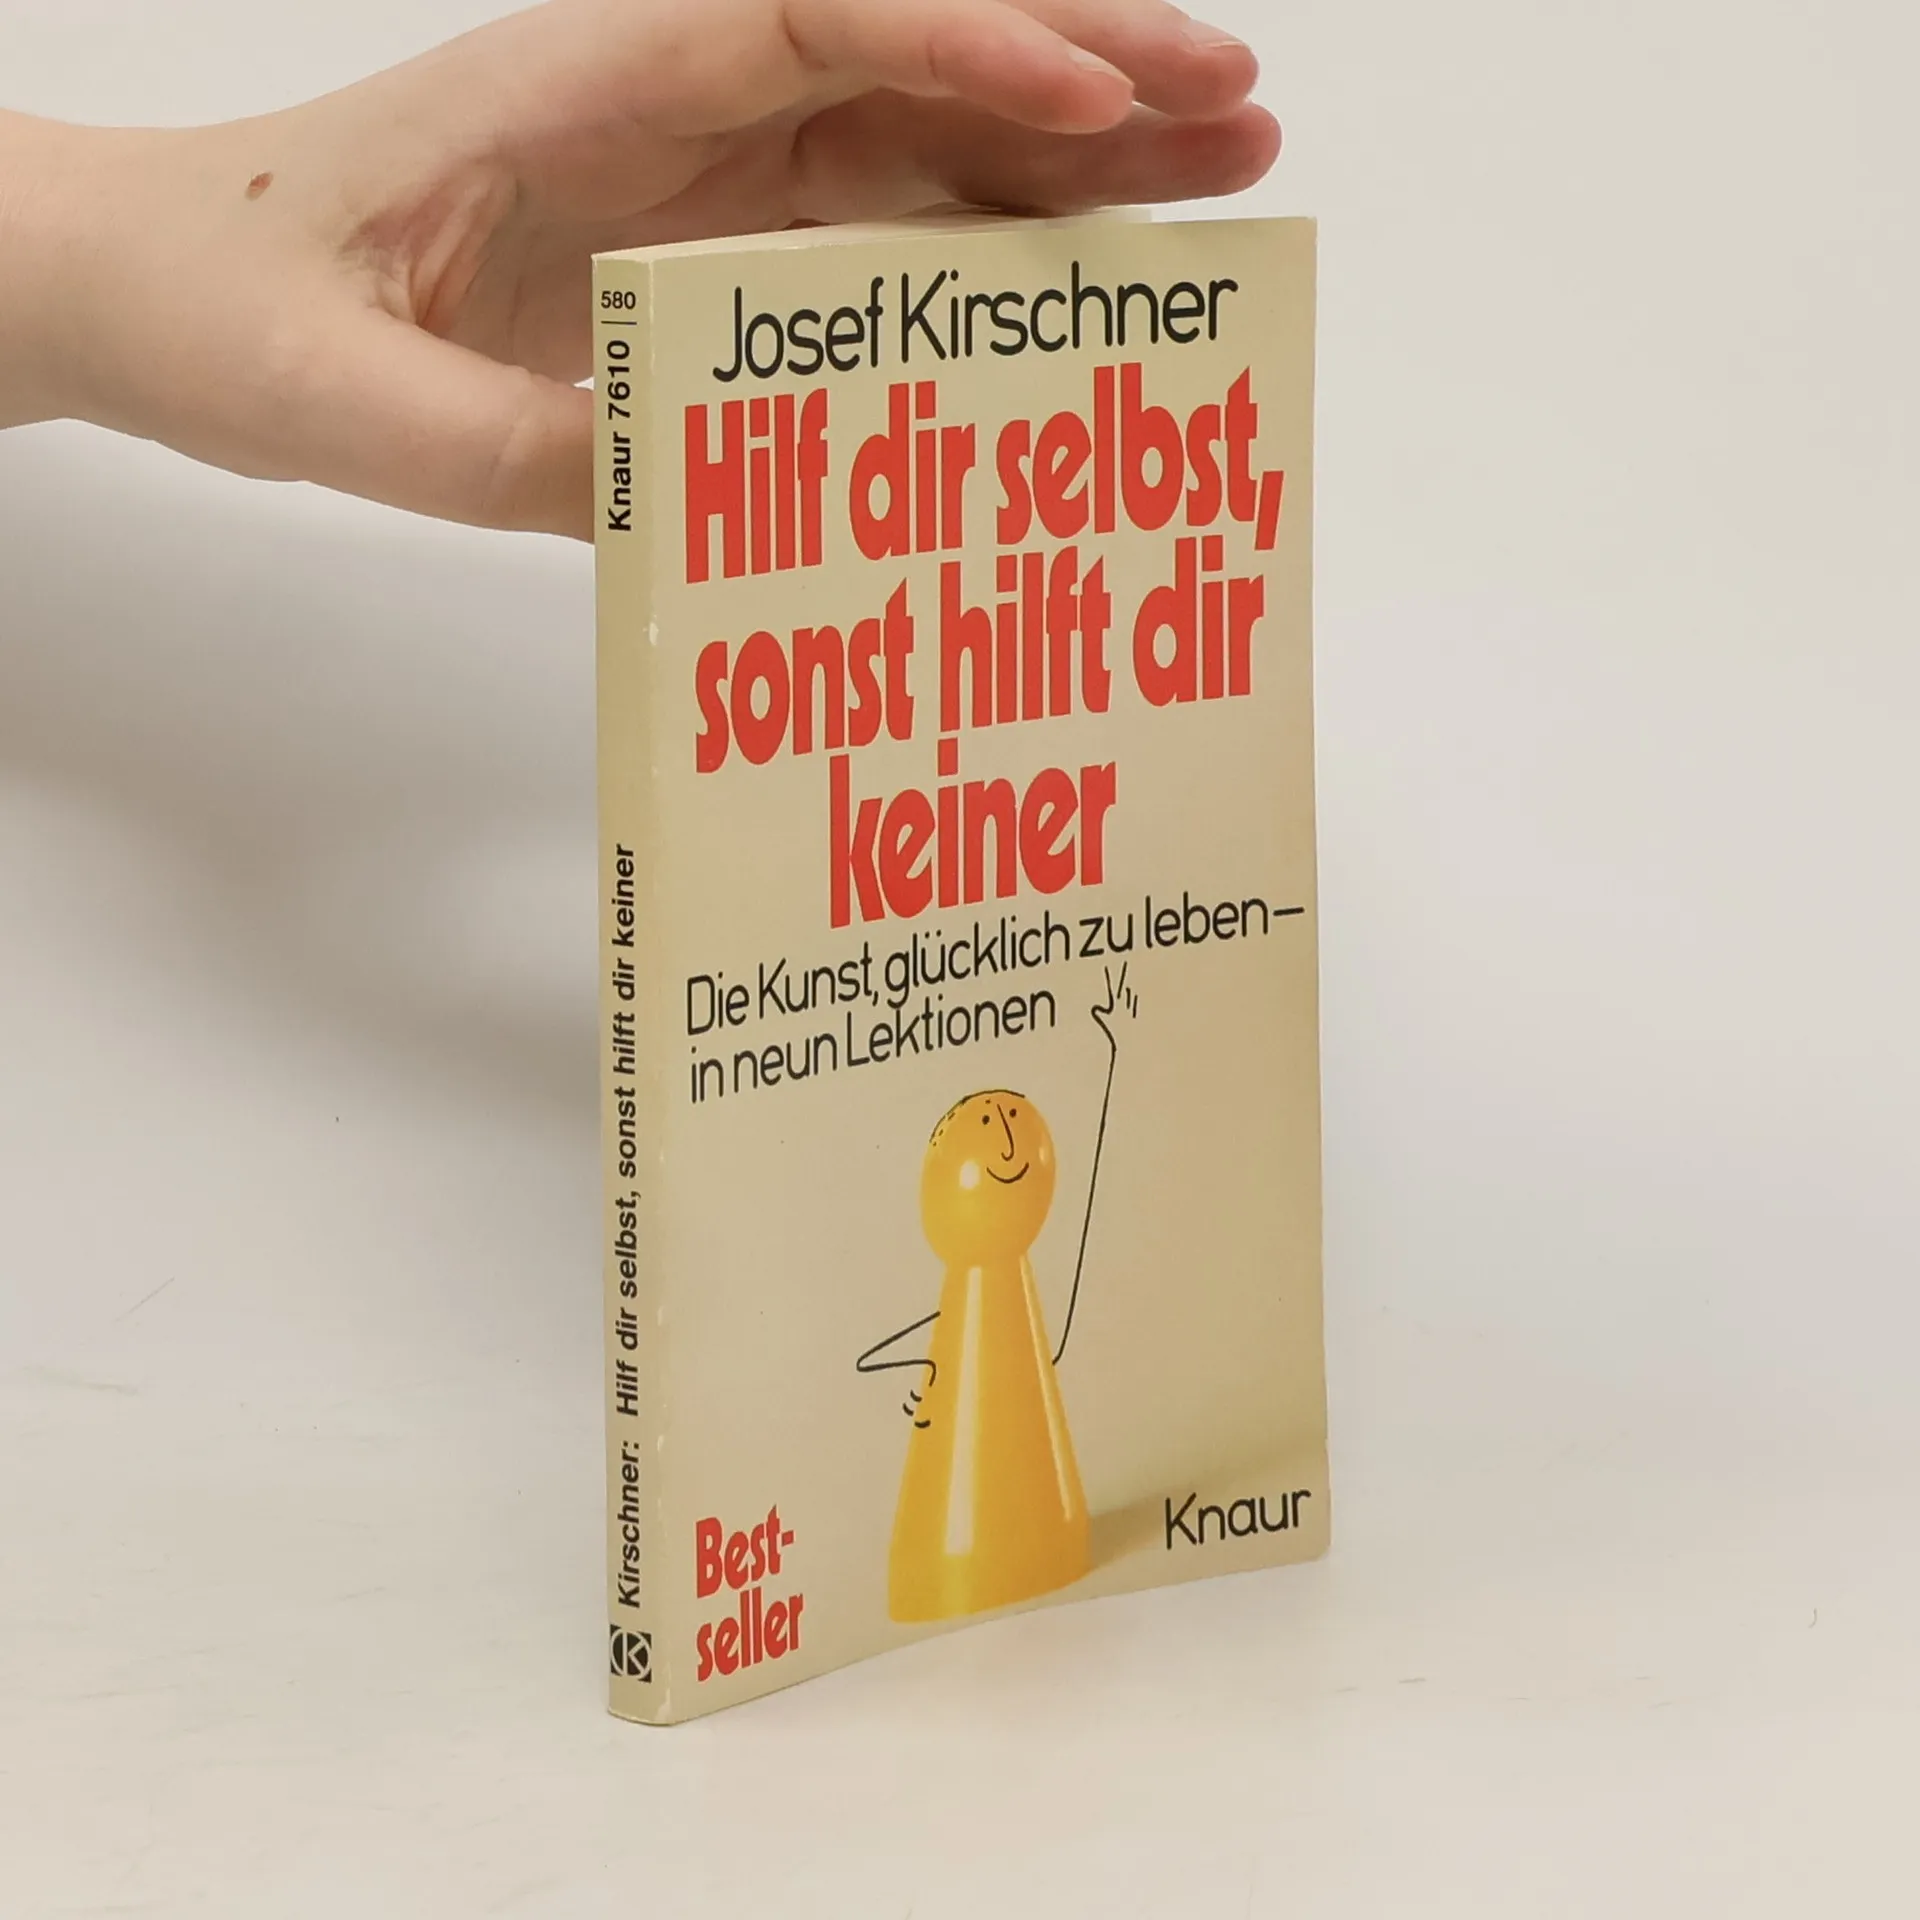 Josef Kirschner
Hilf dir selbst,
sonst hilft dir
keiner
Die Kunst, glücklich zu leben –
in neun Lektionen
Best-
seller
Knaur
Kirschner: Hilf dir selbst, sonst hilft dir keiner
Knaur 7610 | 580 |
K